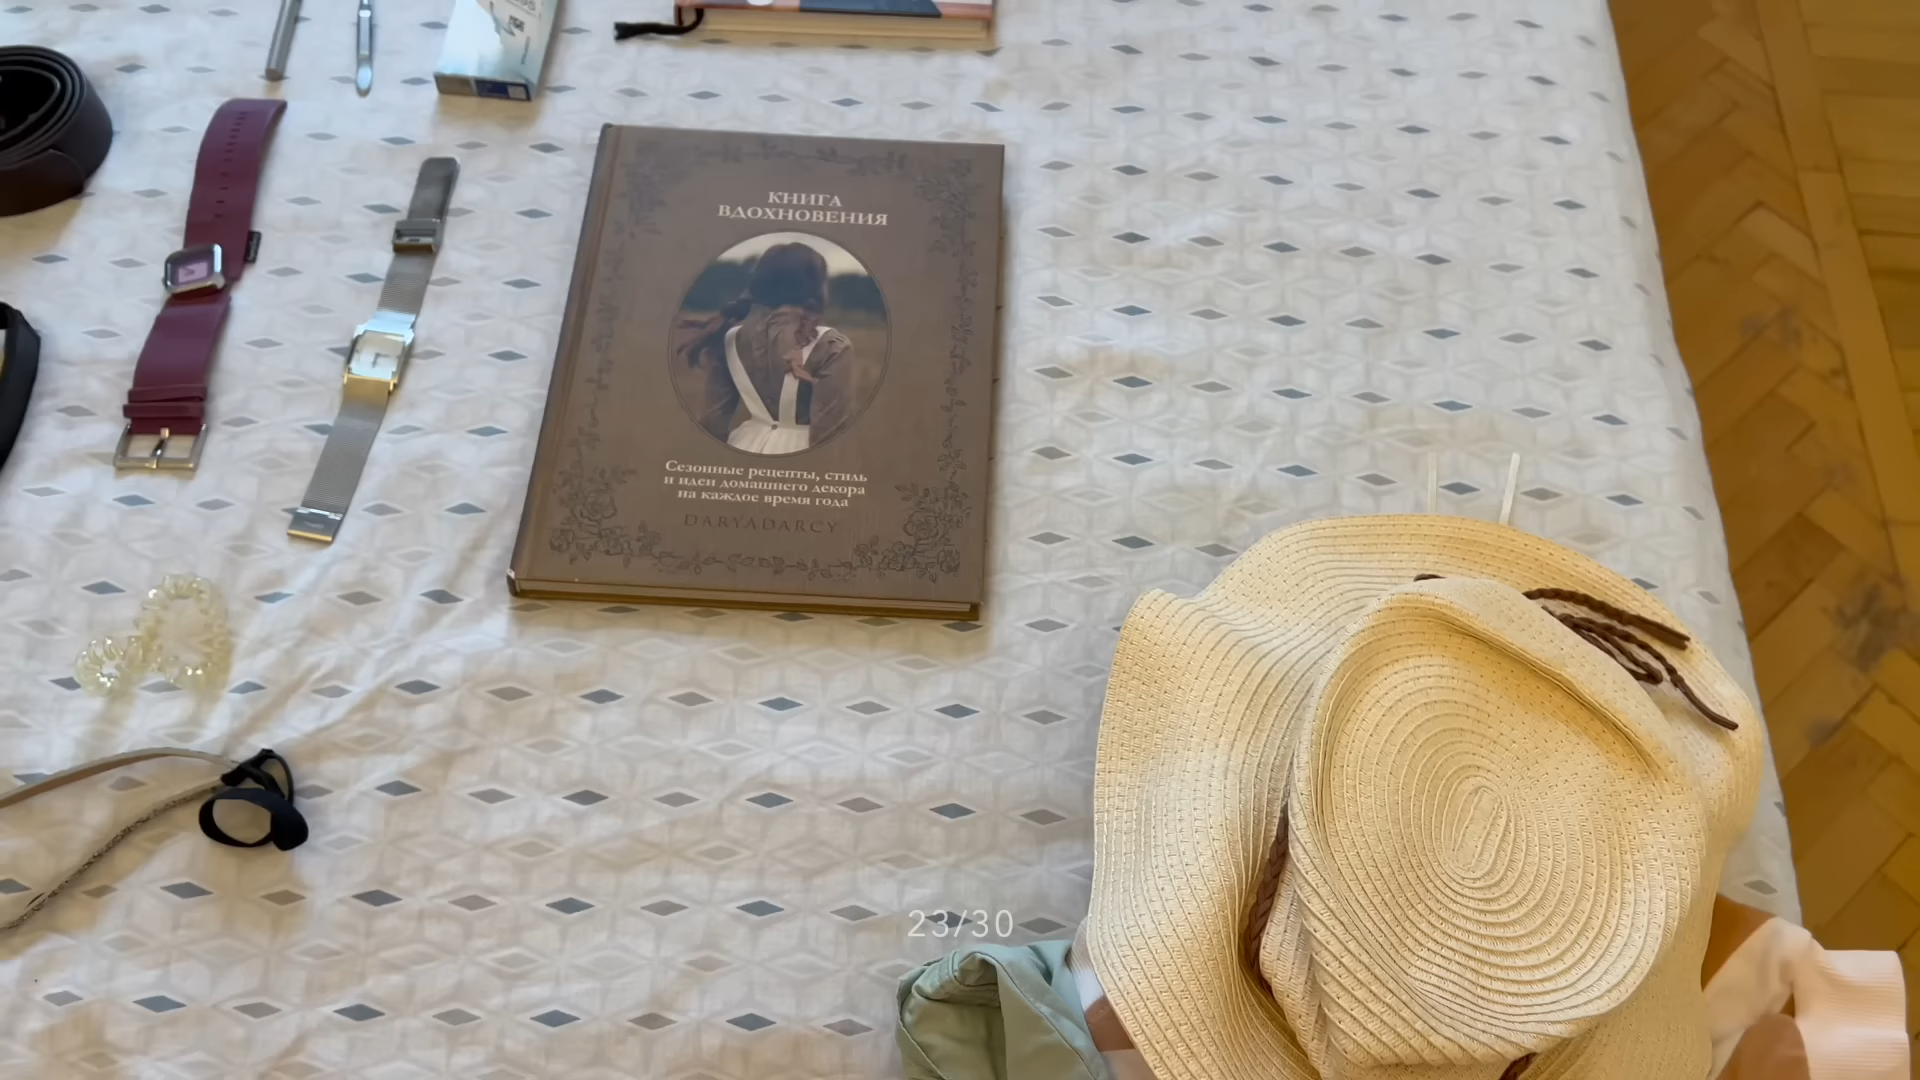 КНИГА
ВДОХНОВЕНИЯ
Сезонные рецепты, стиль
и идеи домашнего декора
на каждое время года
DARYADARCY
23/30